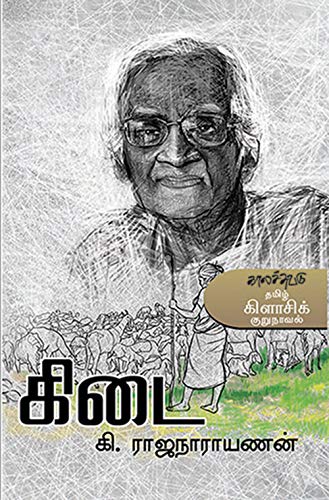 காலச்சுவடு
தமிழ்
கிளாசிக்
குறுநாவல்
கிடை
கி. ராஜநாராயணன்